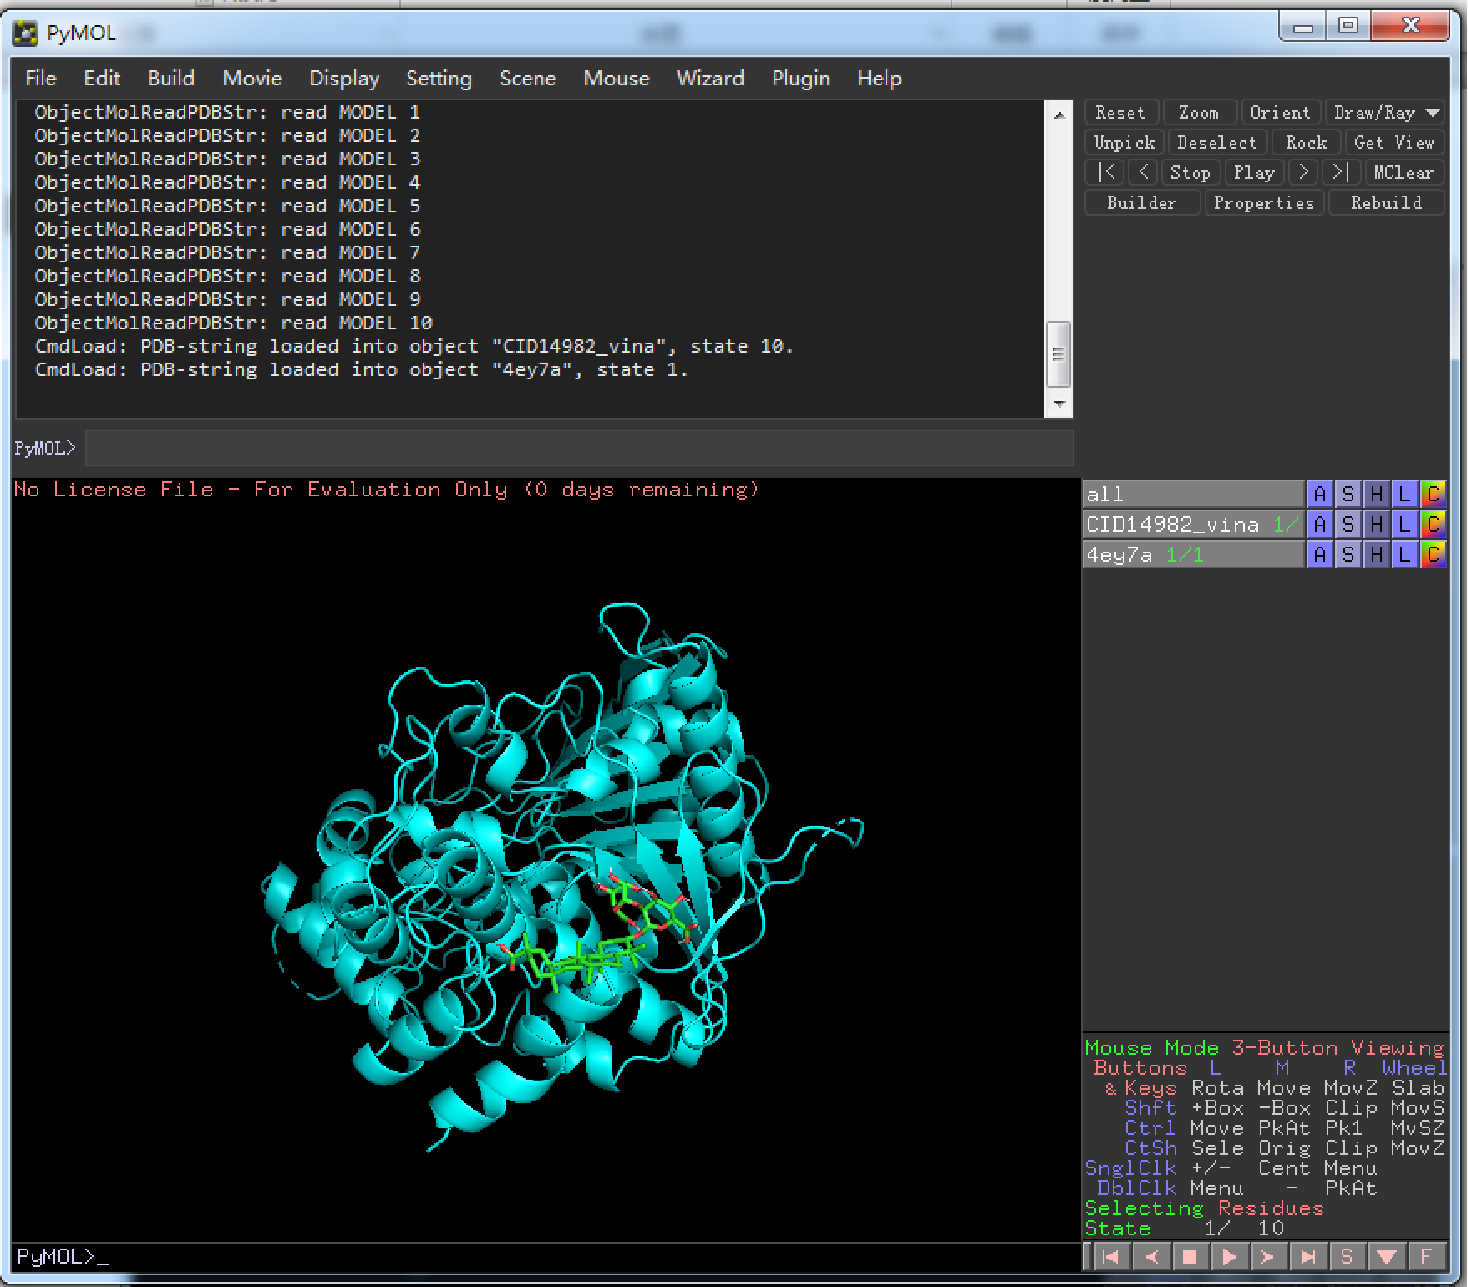 PyMOL
File Edit Build Movie Display Setting Scene Mouse Wizard Plugin Help
ObjectMolReadPDBStr: read MODEL 1
ObjectMolReadPDBStr: read MODEL 2
ObjectMolReadPDBStr: read MODEL 3
ObjectMolReadPDBStr: read MODEL 4
ObjectMolReadPDBStr: read MODEL 5
ObjectMolReadPDBStr: read MODEL 6
ObjectMolReadPDBStr: read MODEL 7
ObjectMolReadPDBStr: read MODEL 8
ObjectMolReadPDBStr: read MODEL 9
ObjectMolReadPDBStr: read MODEL 10
CmdLoad: PDB-string loaded into object "CID14982_vina", state 10.
CmdLoad: PDB-string loaded into object "4ey7a", state 1.
PyMOL>
Reset Zoom Orient Draw/Ray
Unpick Deselect Rock Get View
|< < Stop Play > >| MClear
Builder Properties Rebuild
No License File - For Evaluation Only (0 days remaining)
all A S H L C
CID14982_vina 1/ A S H L C
4ey7a 1/1 A S H L C
Mouse Mode 3-Button Viewing
Buttons L M R Wheel
& Keys Rota Move MovZ Slab
Shft +Box -Box Clip MovS
Ctrl Move PkAt Pk1 MvSZ
CtSh Sele Orig Clip MovZ
SnglClk +/- Cent Menu
DblClk Menu - PkAt
Selecting Residues
State 1/ 10
PyMOL>_
S F